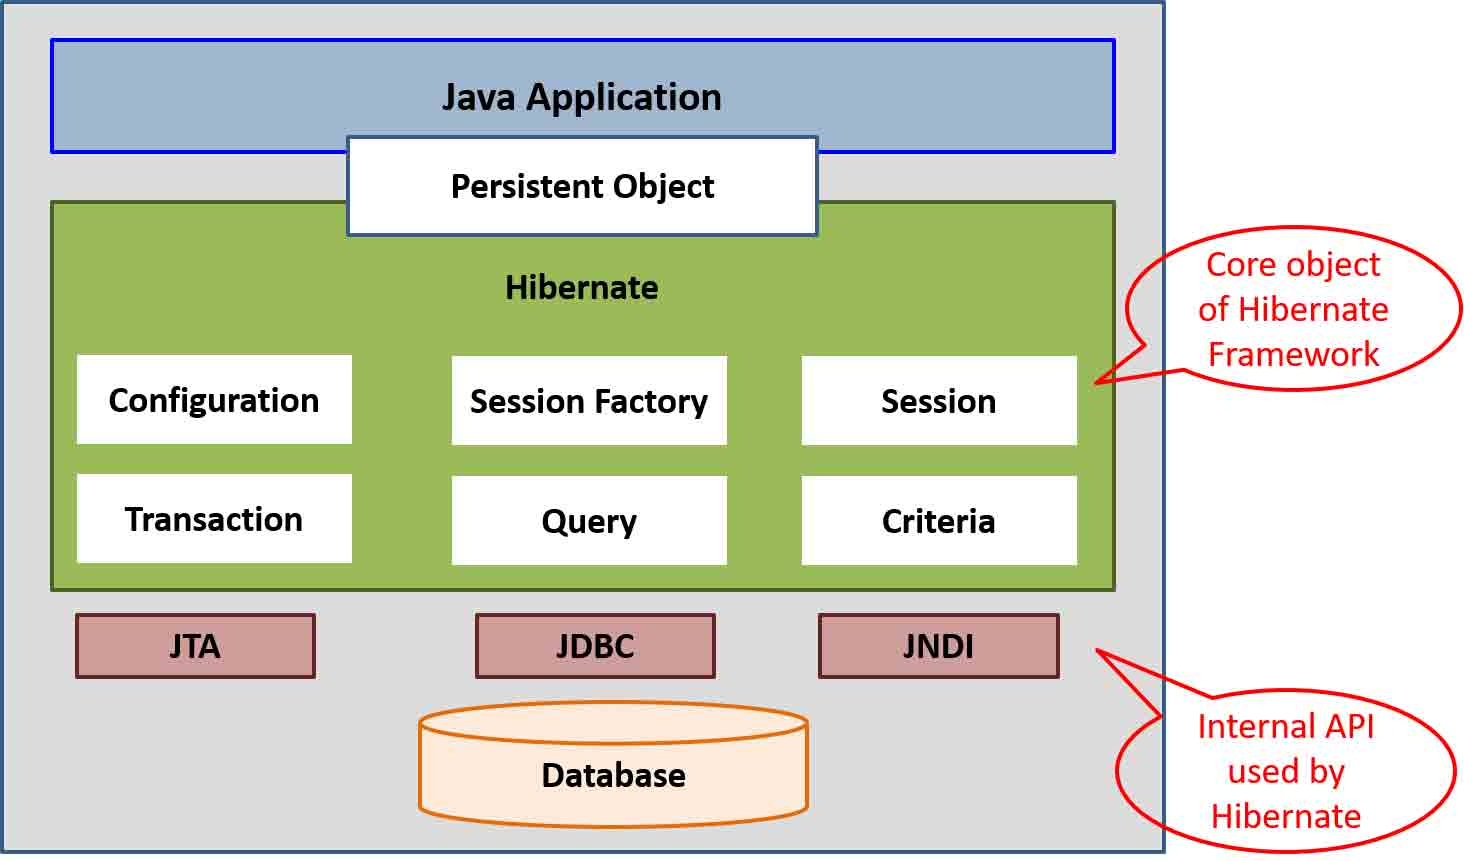 Java Application
Persistent Object
Hibernate
Core object
of Hibernate
Framework
Configuration
Session Factory
Session
Transaction
Query
Criteria
JTA
JDBC
JNDI
Internal API
used by
Hibernate
Database